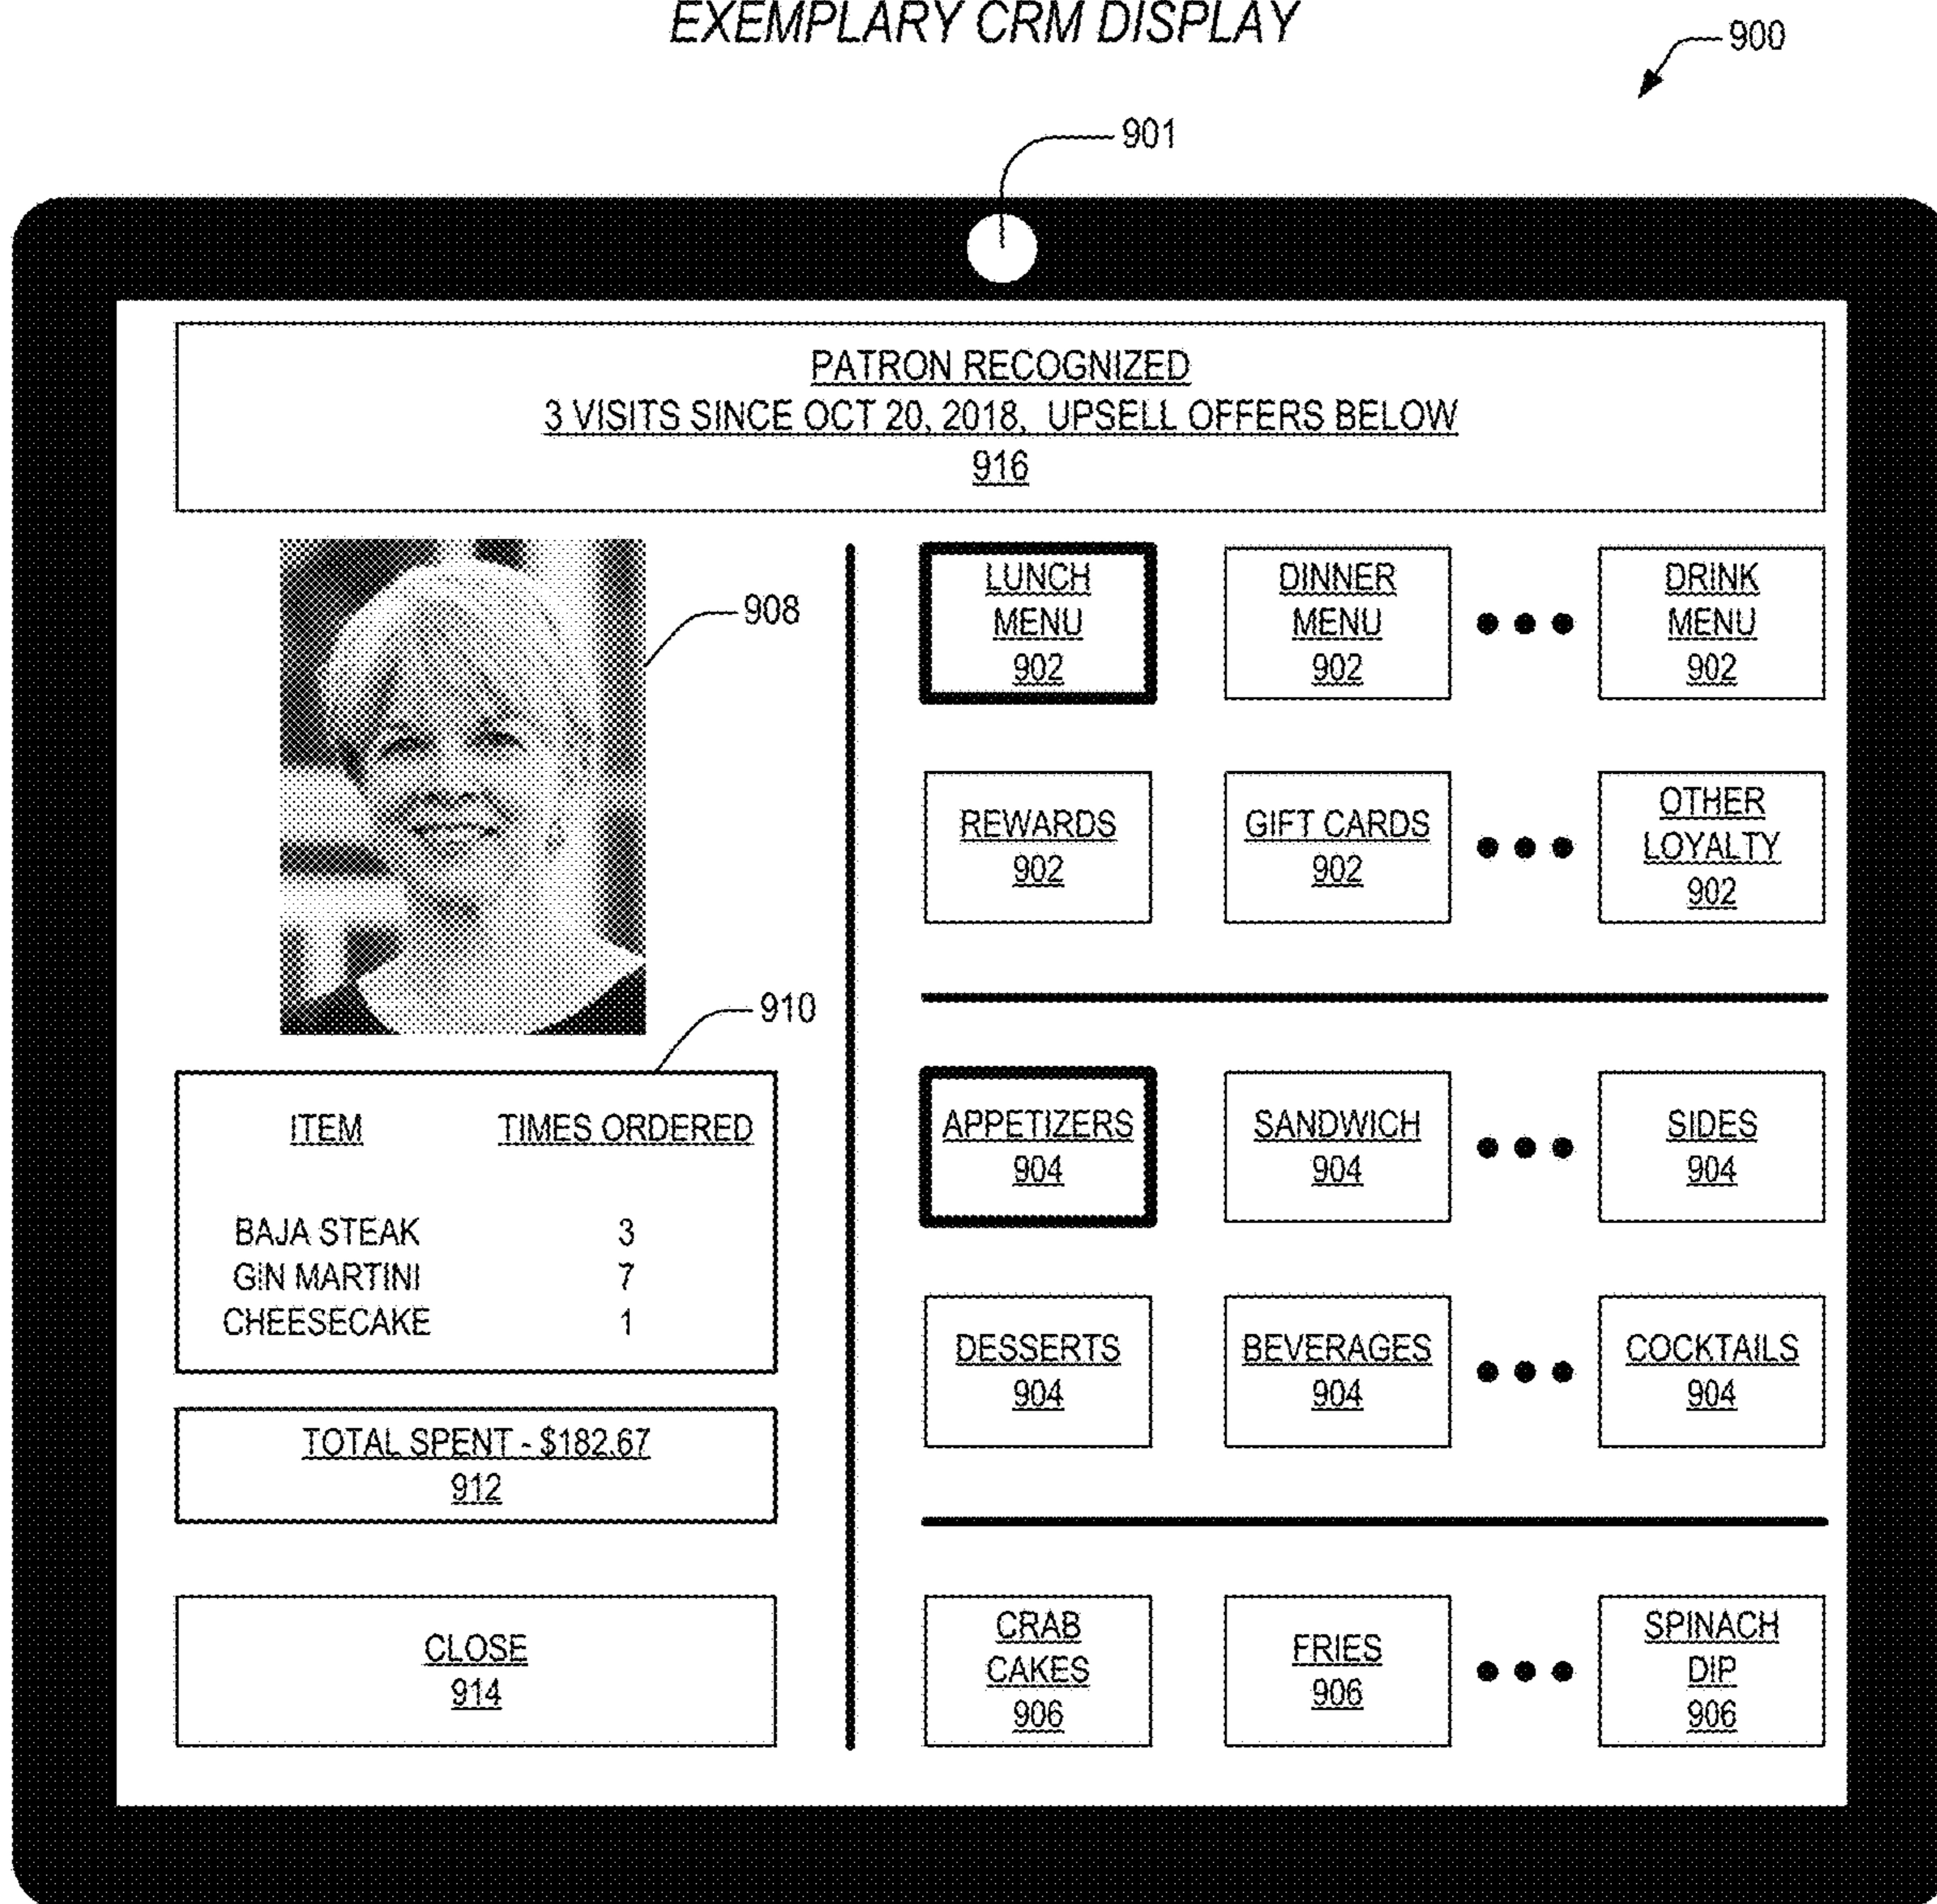 EXEMPLARY CRM DISPLAY
900
901
PATRON RECOGNIZED
3 VISITS SINCE OCT 20, 2018, UPSELL OFFERS BELOW
916
908
910
ITEM TIMES ORDERED
BAJA STEAK 3
GIN MARTINI 7
CHEESECAKE 1
TOTAL SPENT - $182.67
912
CLOSE
914
LUNCH
MENU
902
DINNER
MENU
902
DRINK
MENU
902
REWARDS
902
GIFT CARDS
902
OTHER
LOYALTY
902
APPETIZERS
904
SANDWICH
904
SIDES
904
DESSERTS
904
BEVERAGES
904
COCKTAILS
904
CRAB
CAKES
906
FRIES
906
SPINACH
DIP
906